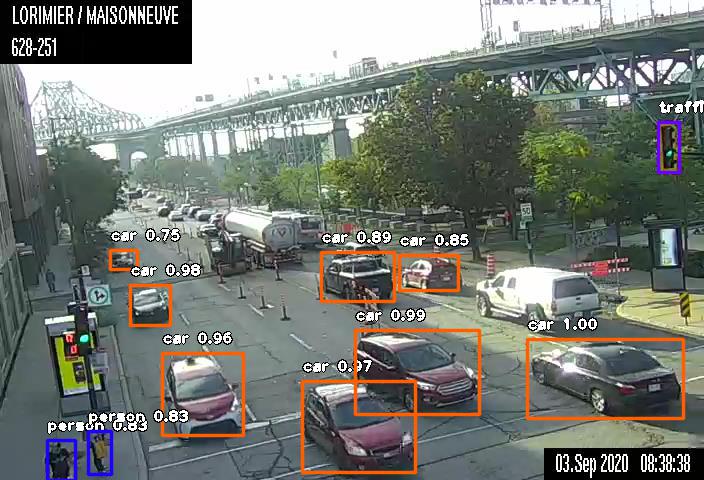 LORIMIER / MAISONNEUVE
628-251
traffi
car 0.75
car 0.89
car 0.85
car 0.98
car 0.99
car 1.00
car 0.96
car 0.97
person 0.83
person 0.83
03.Sep 2020 08:38:38